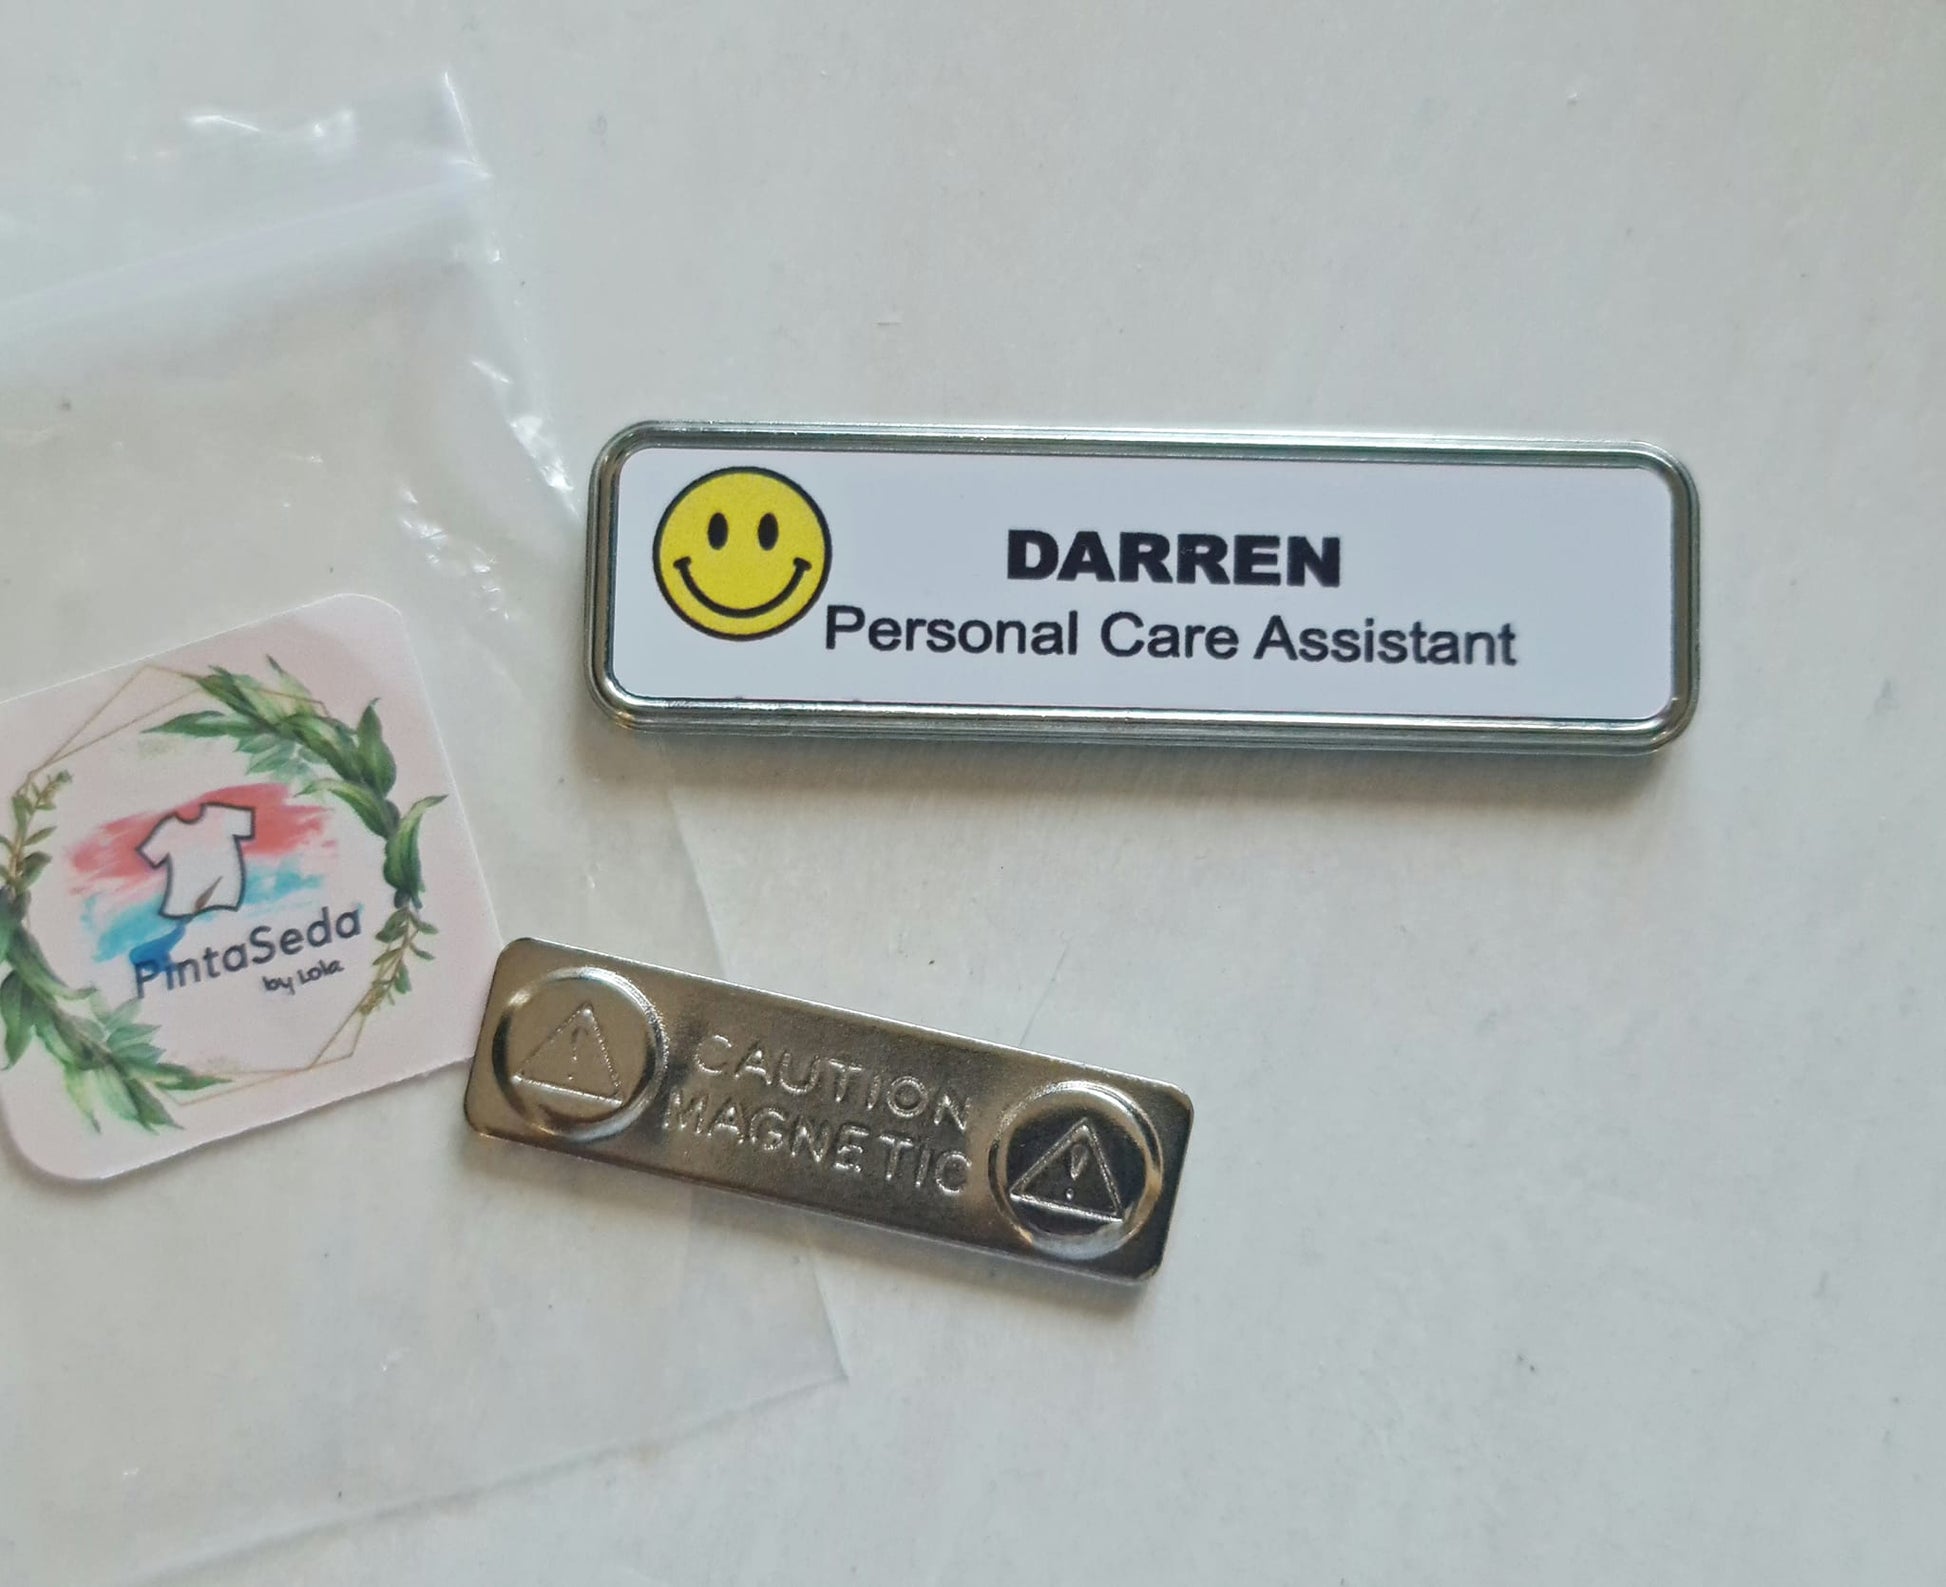 DARREN
Personal Care Assistant
PintaSeda
by Lola
CAUTION
MAGNETIC